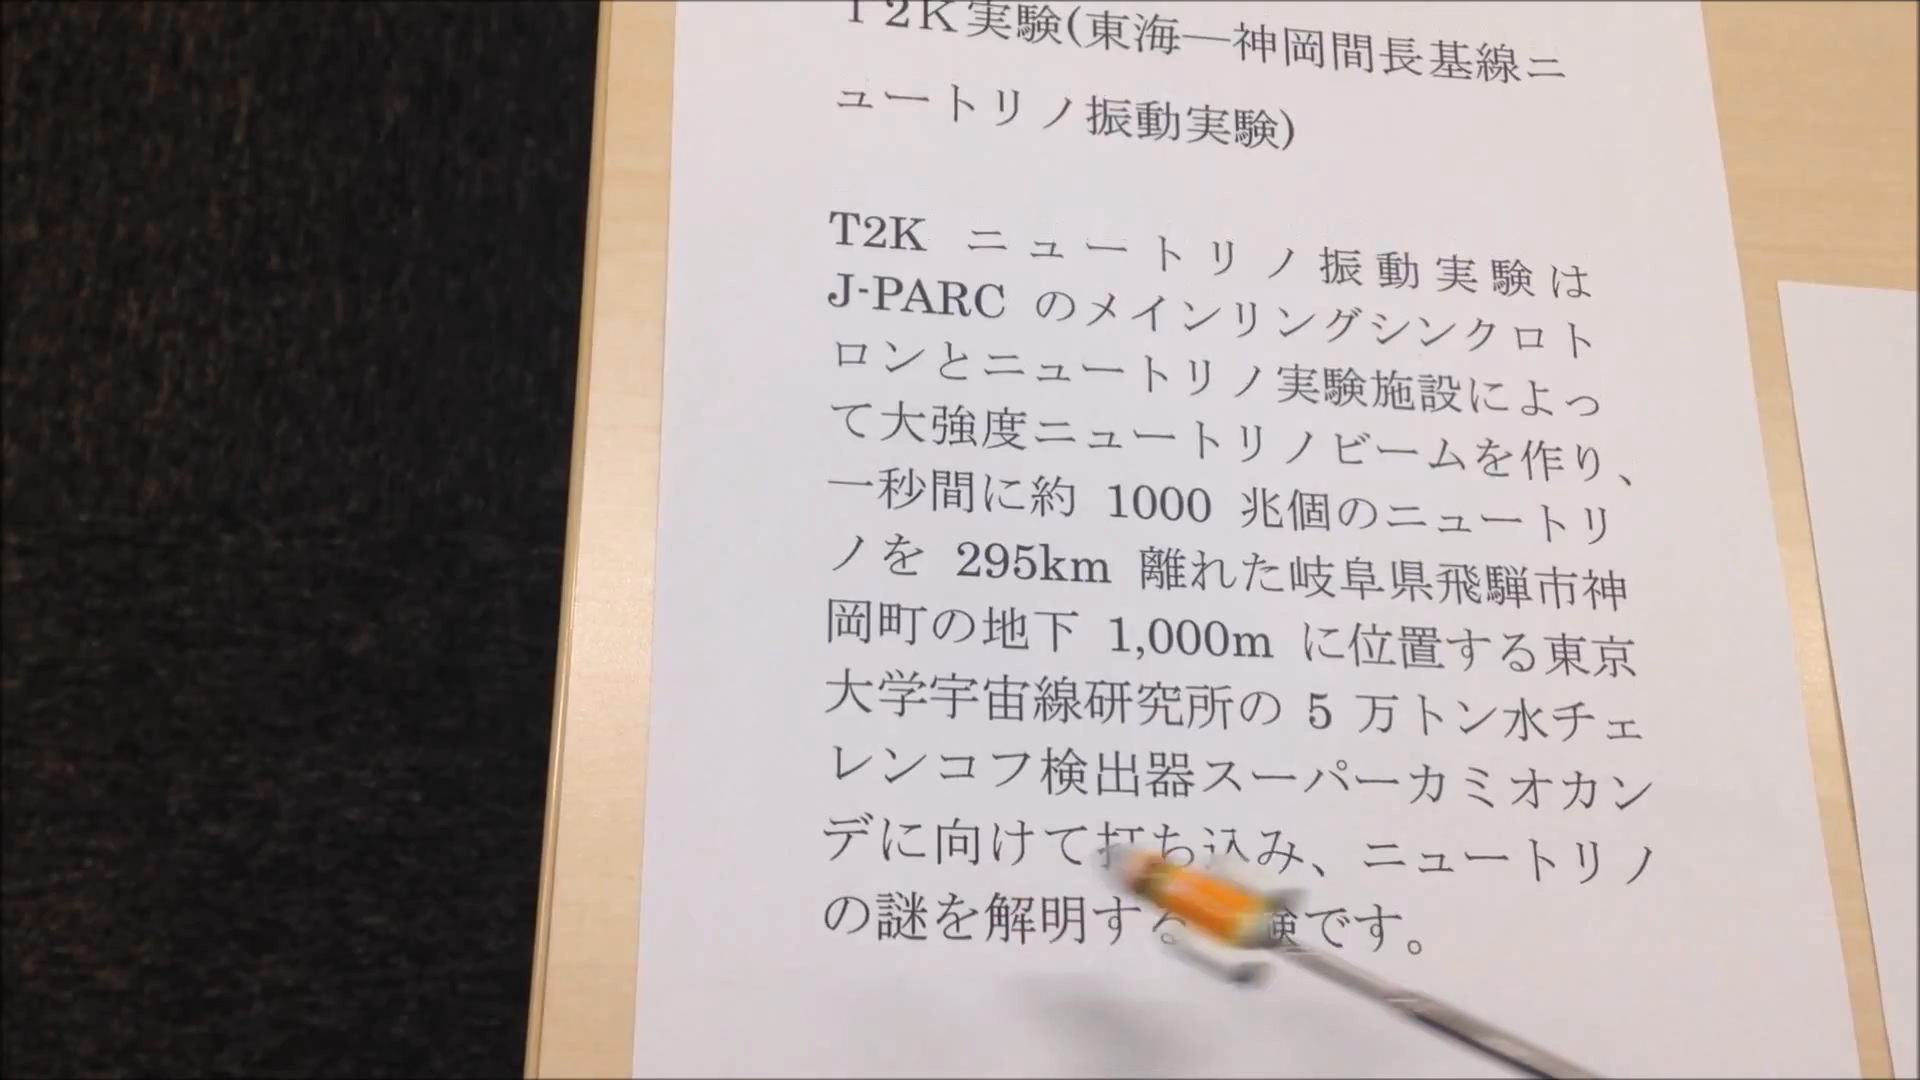 T2K実験(東海―神岡間長基線ニ
ュートリノ振動実験)
T2K ニュートリノ振動実験は
J-PARC のメインリングシンクロト
ロンとニュートリノ実験施設によっ
て大強度ニュートリノビームを作り、
一秒間に約 1000 兆個のニュートリ
ノを 295km 離れた岐阜県飛騨市神
岡町の地下 1,000m に位置する東京
大学宇宙線研究所の 5 万トン水チェ
レンコフ検出器スーパーカミオカン
デに向けて打ち込み、ニュートリノ
の謎を解明する 験です。